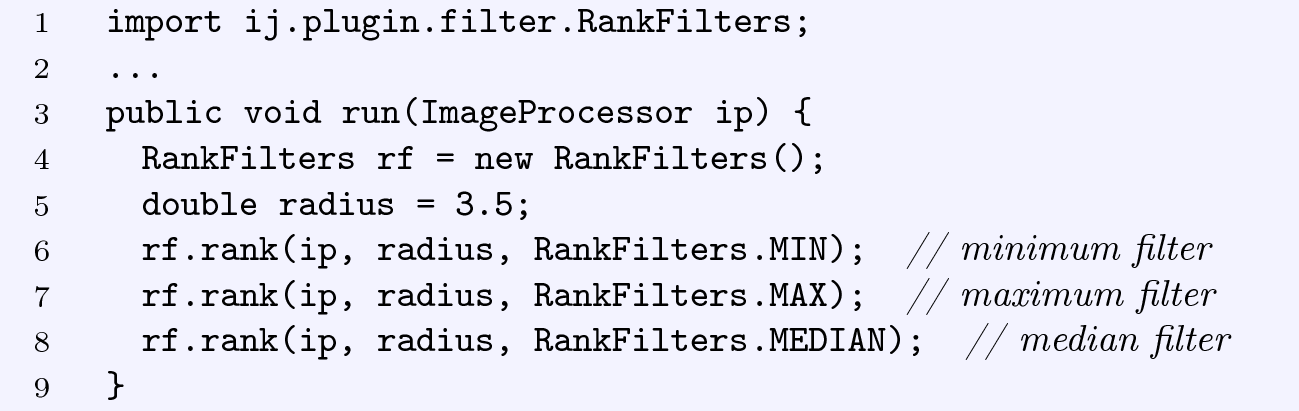 1 import ij.plugin.filter.RankFilters;
2 ...
3 public void run(ImageProcessor ip) {
4 RankFilters rf = new RankFilters();
5 double radius = 3.5;
6 rf.rank(ip, radius, RankFilters.MIN); // minimum filter
7 rf.rank(ip, radius, RankFilters.MAX); // maximum filter
8 rf.rank(ip, radius, RankFilters.MEDIAN); // median filter
9 }